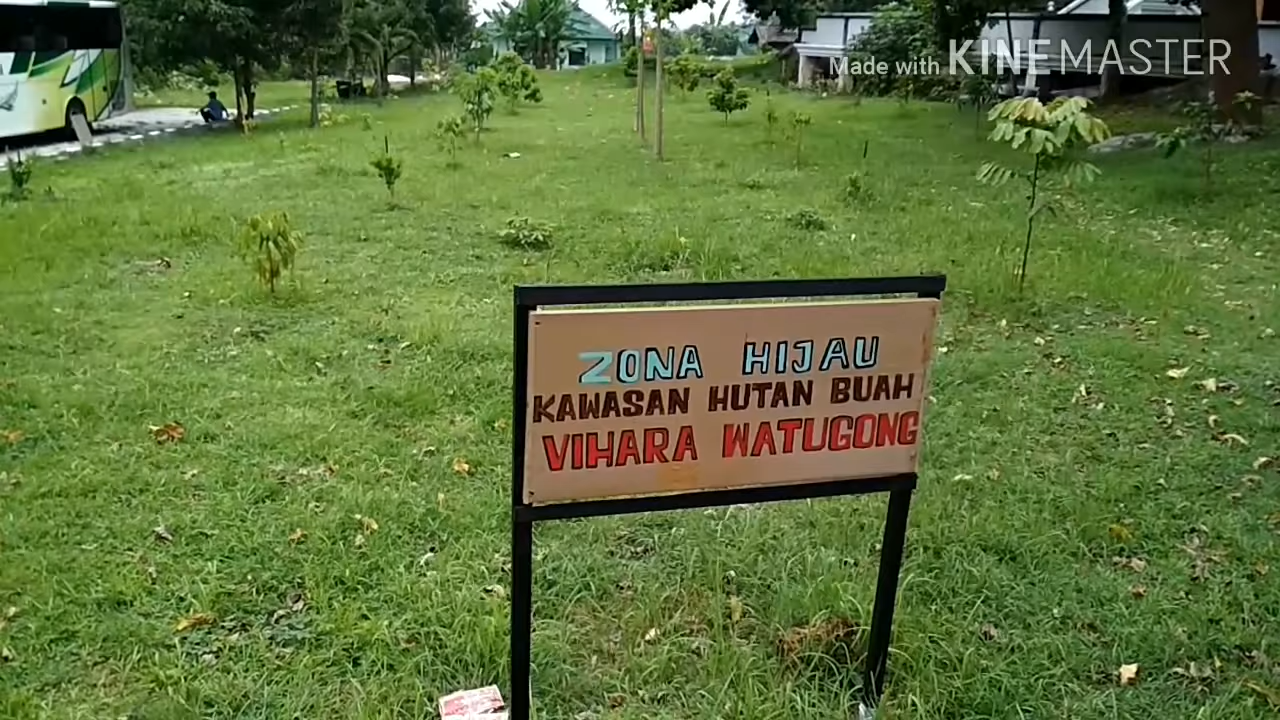 Made with KINEMASTER
ZONA HIJAU
KAWASAN HUTAN BUAH
VIHARA WATUGONG